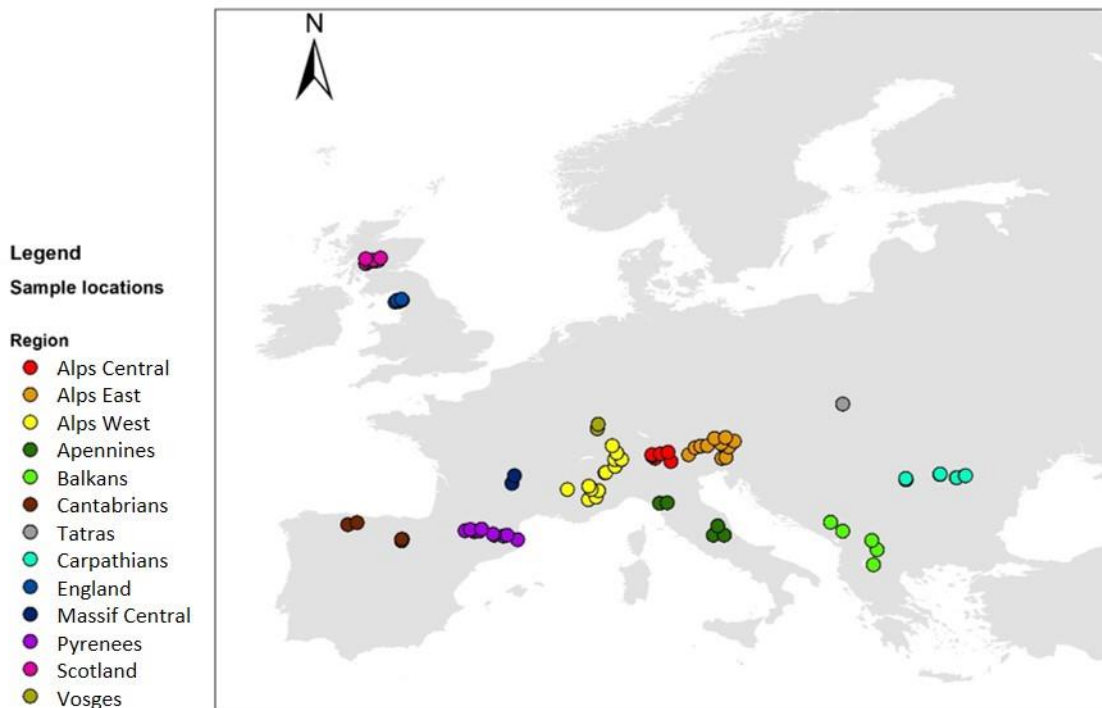 N
Legend
Sample locations
Region
Alps Central
Alps East
Alps West
Apennines
Balkans
Cantabrians
Tatras
Carpathians
England
Massif Central
Pyrenees
Scotland
Vosges